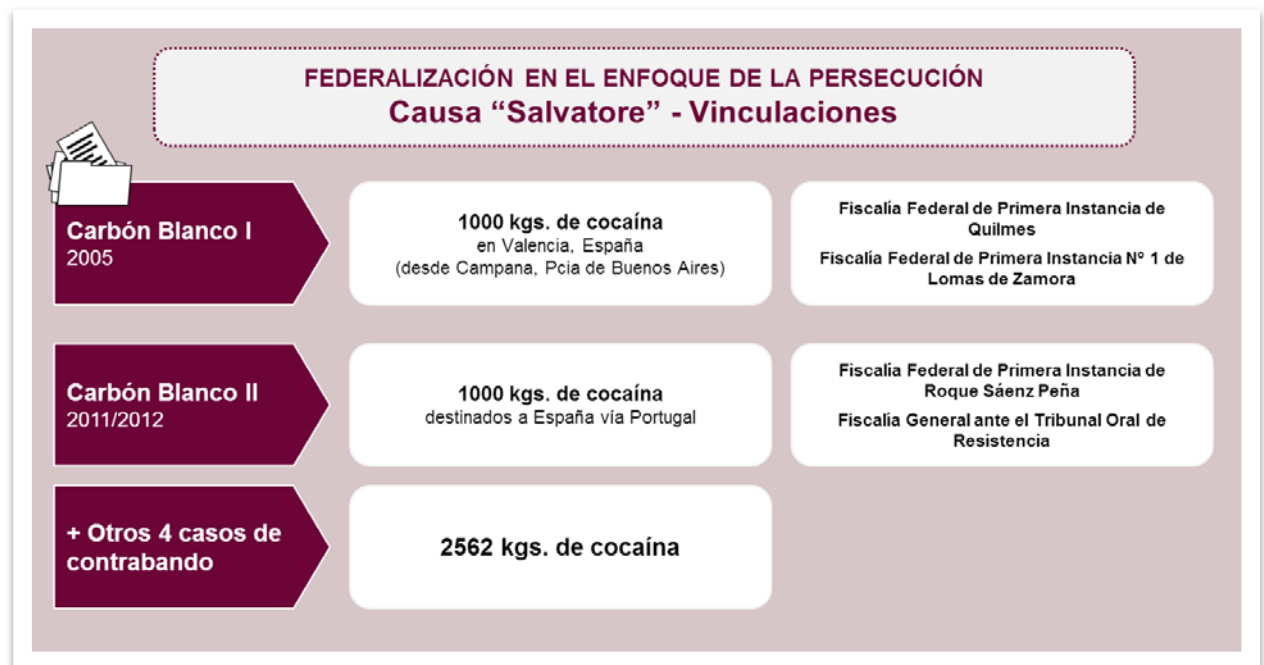 FEDERALIZACIÓN EN EL ENFOQUE DE LA PERSECUCIÓN
Causa “Salvatore” - Vinculaciones
Carbón Blanco I
2005
1000 kgs. de cocaína
en Valencia, España
(desde Campana, Pcia de Buenos Aires)
Fiscalía Federal de Primera Instancia de
Quilmes
Fiscalía Federal de Primera Instancia N° 1 de
Lomas de Zamora
Carbón Blanco II
2011/2012
1000 kgs. de cocaína
destinados a España vía Portugal
Fiscalía Federal de Primera Instancia de
Roque Sáenz Peña
Fiscalía General ante el Tribunal Oral de
Resistencia
+ Otros 4 casos de
contrabando
2562 kgs. de cocaína